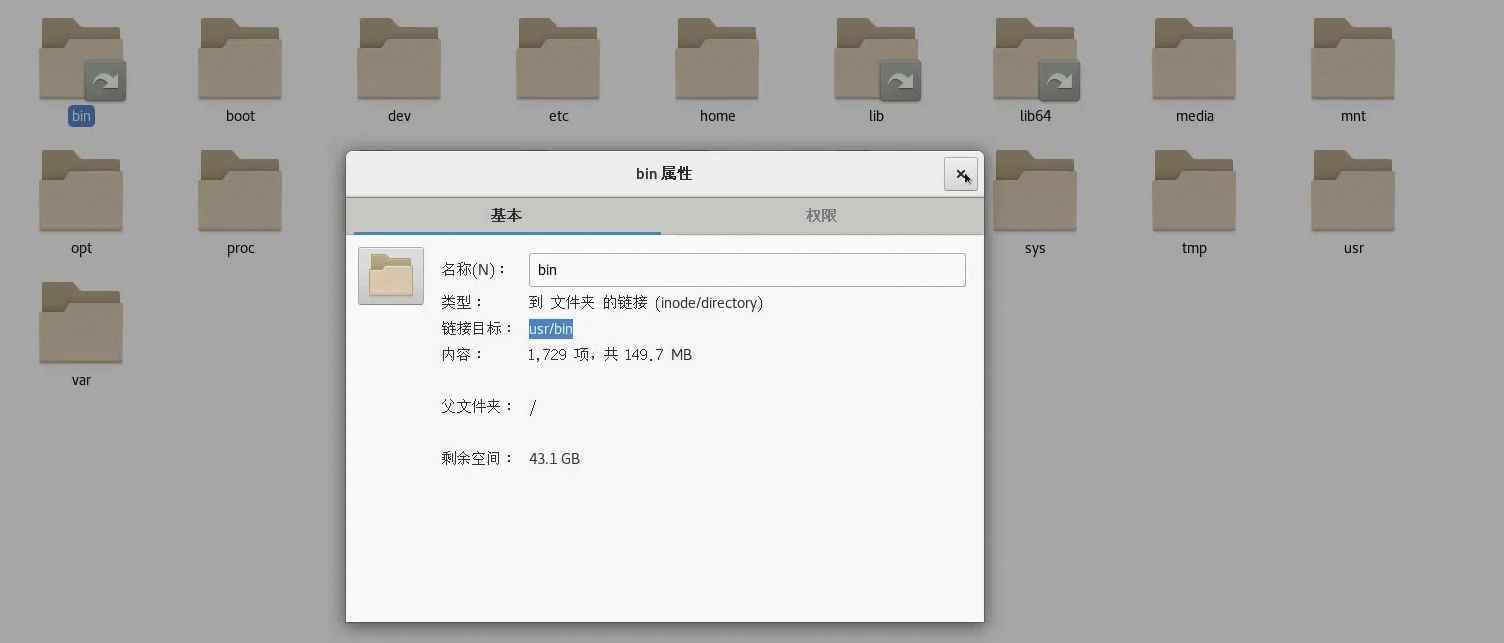 bin
boot
dev
etc
home
lib
lib64
media
mnt
opt
proc
sys
tmp
usr
var
bin 属性
基本
权限
名称(N)： bin
类型： 到 文件夹 的链接 (inode/directory)
链接目标： usr/bin
内容： 1,729 项，共 149.7 MB
父文件夹： /
剩余空间： 43.1 GB